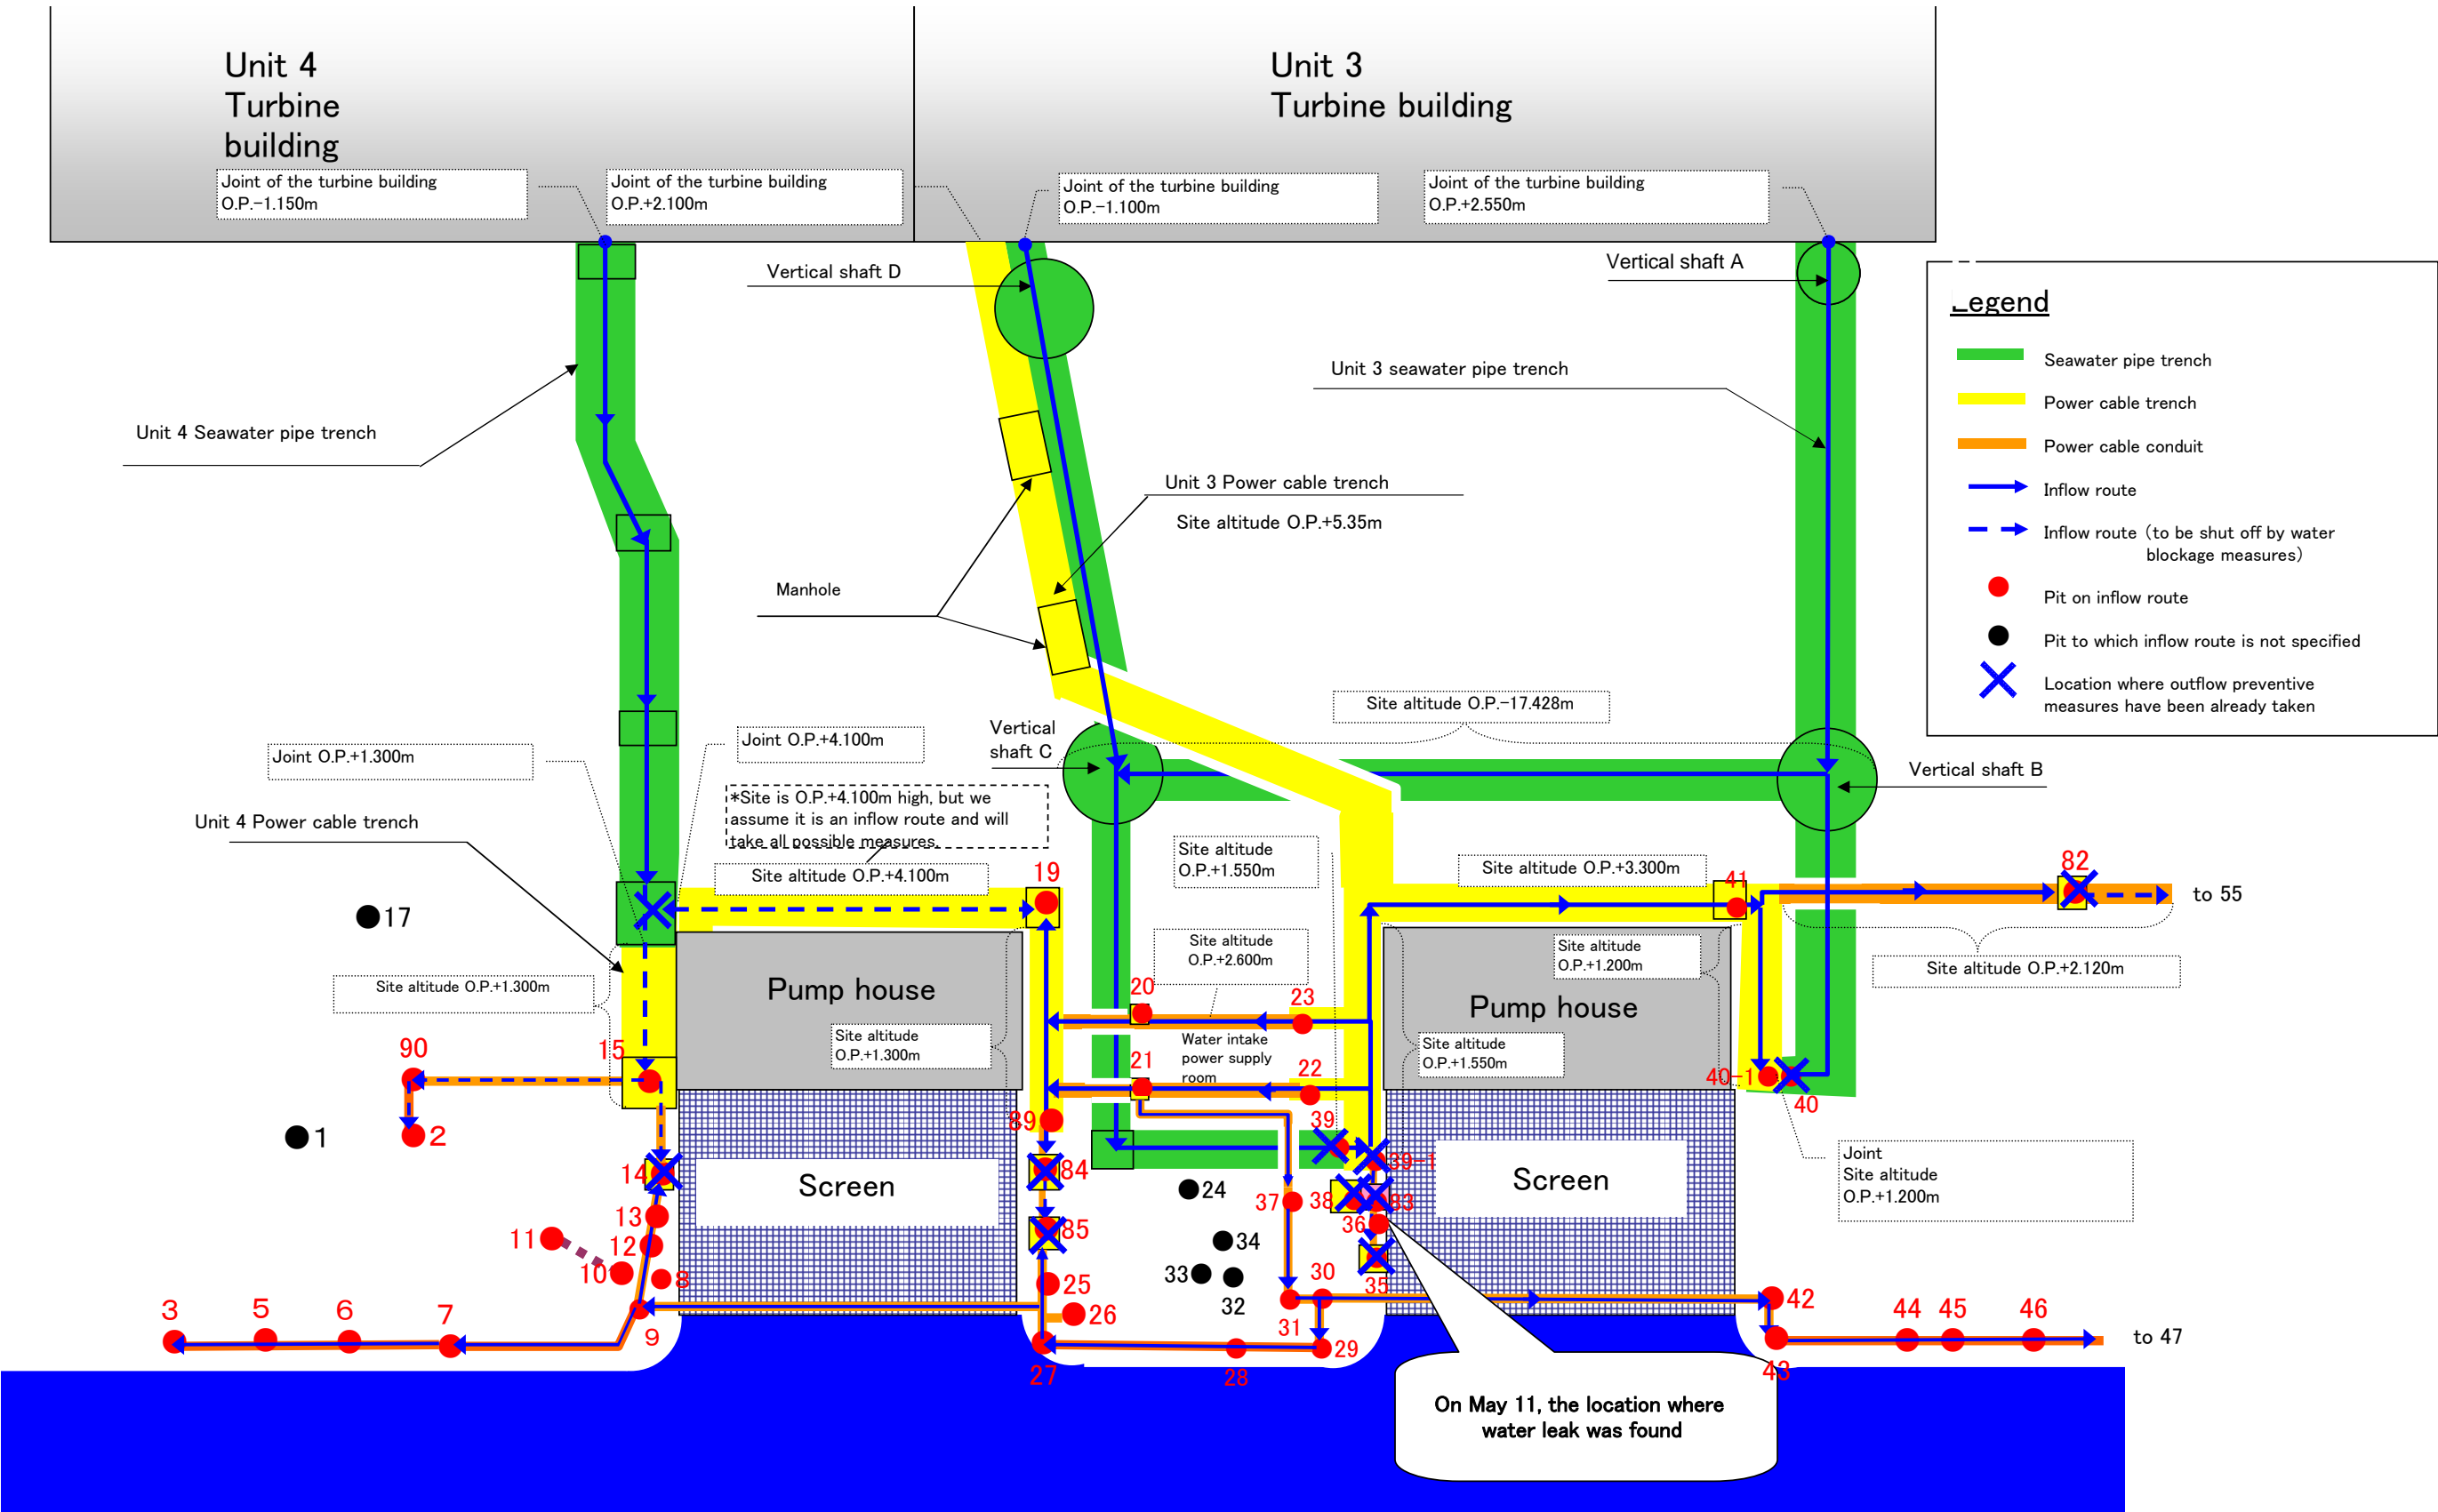 Unit 4
Turbine
building
Unit 3
Turbine building
Joint of the turbine building
O.P.-1.150m
Joint of the turbine building
O.P.+2.100m
Joint of the turbine building
O.P.-1.100m
Joint of the turbine building
O.P.+2.550m
Vertical shaft D
Vertical shaft A
Legend
Seawater pipe trench
Power cable trench
Power cable conduit
Inflow route
Inflow route (to be shut off by water
blockage measures)
Pit on inflow route
Pit to which inflow route is not specified
Location where outflow preventive
measures have been already taken
Unit 3 seawater pipe trench
Unit 4 Seawater pipe trench
Unit 3 Power cable trench
Site altitude O.P.+5.35m
Manhole
Site altitude O.P.-17.428m
Vertical
shaft C
Joint O.P.+4.100m
Joint O.P.+1.300m
Vertical shaft B
*Site is O.P.+4.100m high, but we
assume it is an inflow route and will
take all possible measures.
Unit 4 Power cable trench
Site altitude
O.P.+1.550m
Site altitude O.P.+4.100m
Site altitude O.P.+3.300m
19
41
82
to 55
17
Site altitude
O.P.+2.600m
Site altitude
O.P.+1.200m
Site altitude O.P.+2.120m
Site altitude O.P.+1.300m
Pump house
Pump house
20
23
Site altitude
O.P.+1.300m
Water intake
power supply
room
Site altitude
O.P.+1.550m
90
15
21
22
40-1
40
1
2
89
39
39-1
Joint
Site altitude
O.P.+1.200m
14
Screen
84
24
37
38
83
Screen
13
36
11
12
85
34
10
8
25
33
32
30
35
3
5
6
7
9
26
31
42
44
45
46
to 47
27
28
29
43
On May 11, the location where
water leak was found